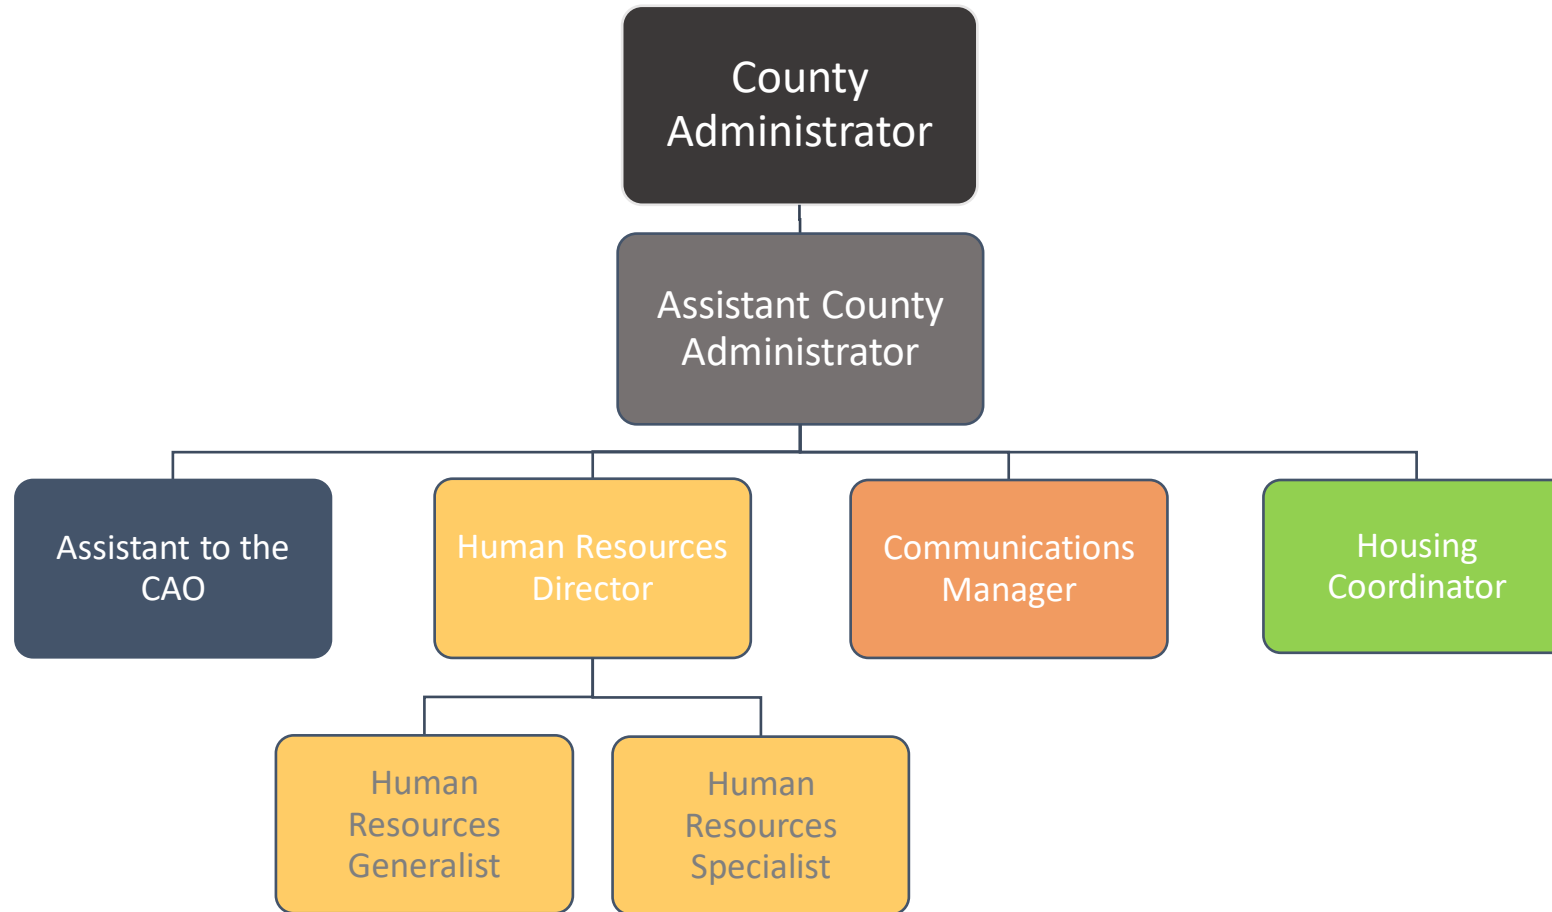 County
Administrator
Assistant County
Administrator
Assistant to the
CAO
Human Resources
Director
Communications
Manager
Housing
Coordinator
Human
Resources
Generalist
Human
Resources
Specialist